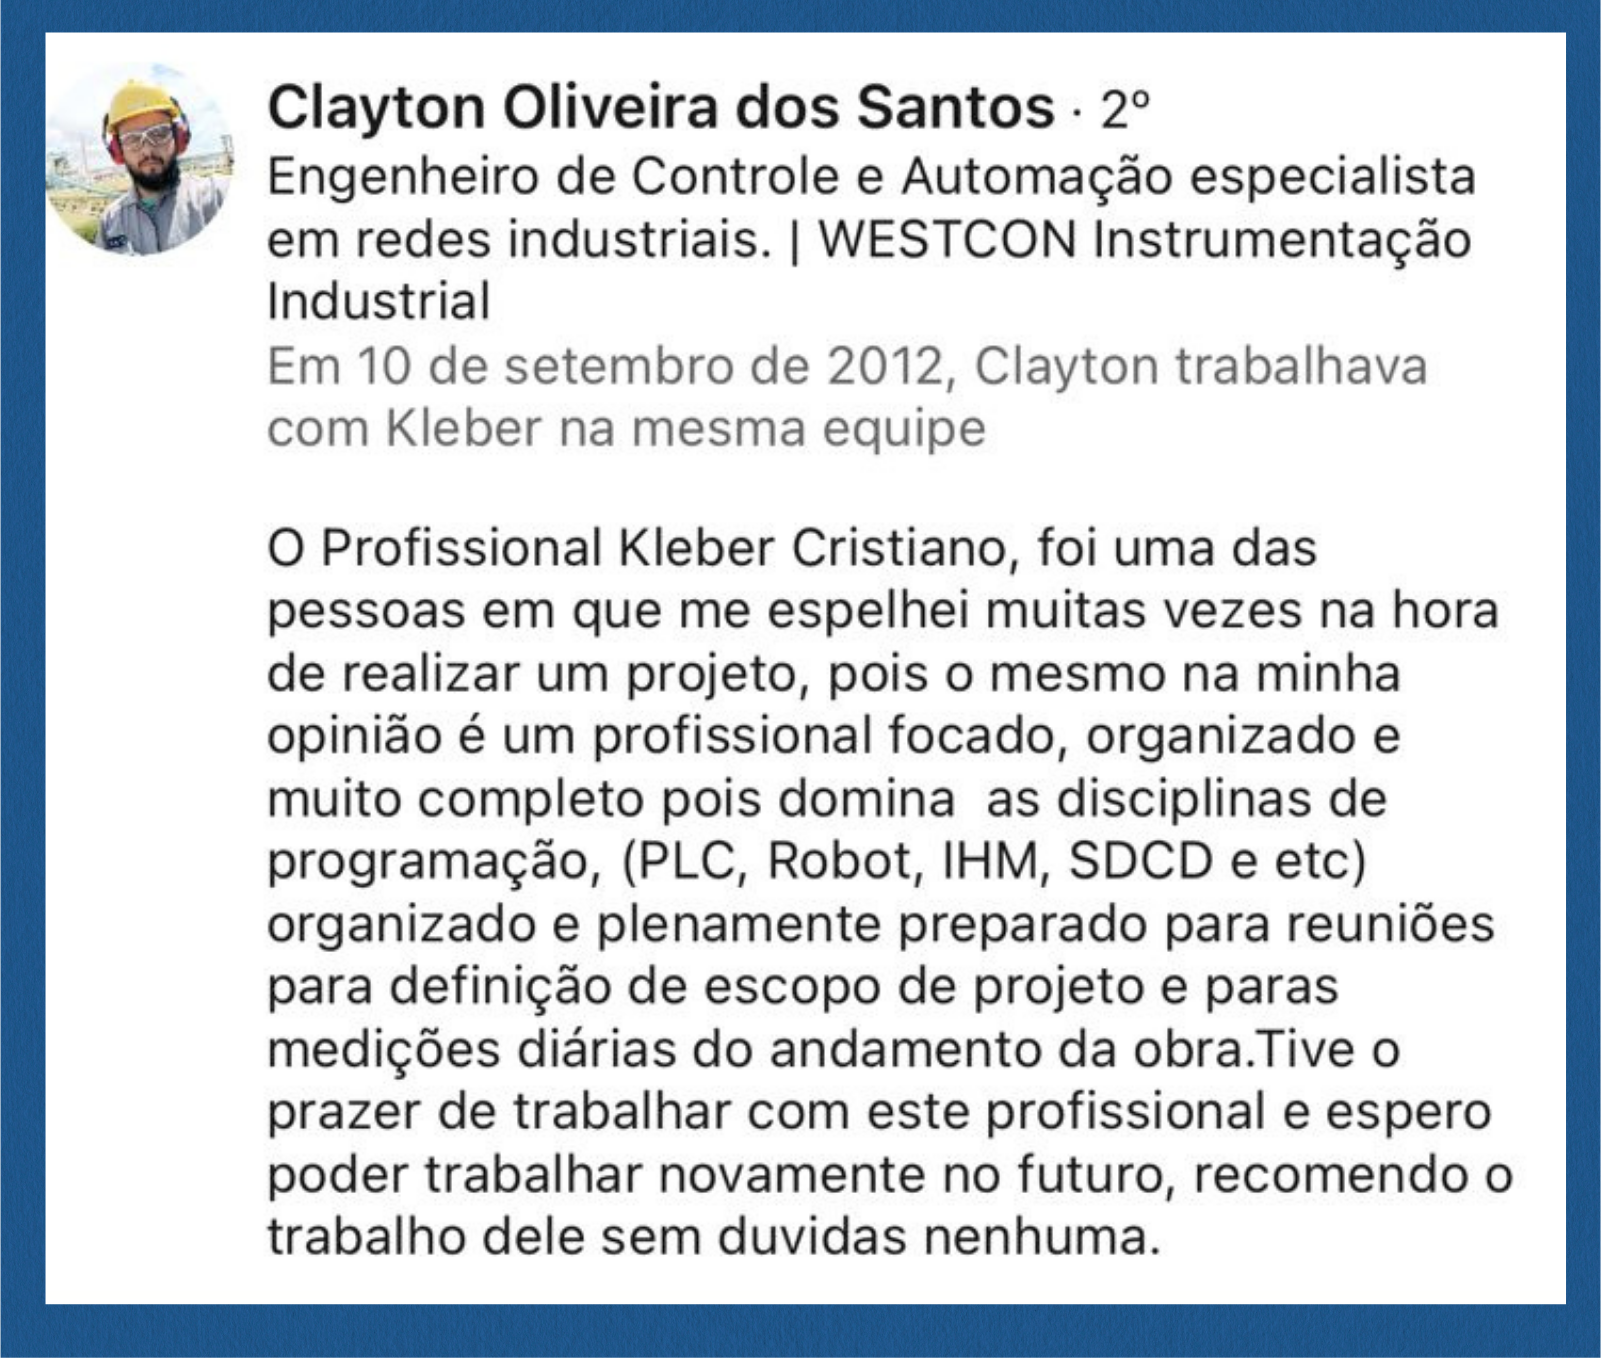 Clayton Oliveira dos Santos · 2º
Engenheiro de Controle e Automação especialista
em redes industriais. | WESTCON Instrumentação
Industrial
Em 10 de setembro de 2012, Clayton trabalhava
com Kleber na mesma equipe
O Profissional Kleber Cristiano, foi uma das
pessoas em que me espelhei muitas vezes na hora
de realizar um projeto, pois o mesmo na minha
opinião é um profissional focado, organizado e
muito completo pois domina  as disciplinas de
programação, (PLC, Robot, IHM, SDCD e etc)
organizado e plenamente preparado para reuniões
para definição de escopo de projeto e paras
medições diárias do andamento da obra.Tive o
prazer de trabalhar com este profissional e espero
poder trabalhar novamente no futuro, recomendo o
trabalho dele sem duvidas nenhuma.